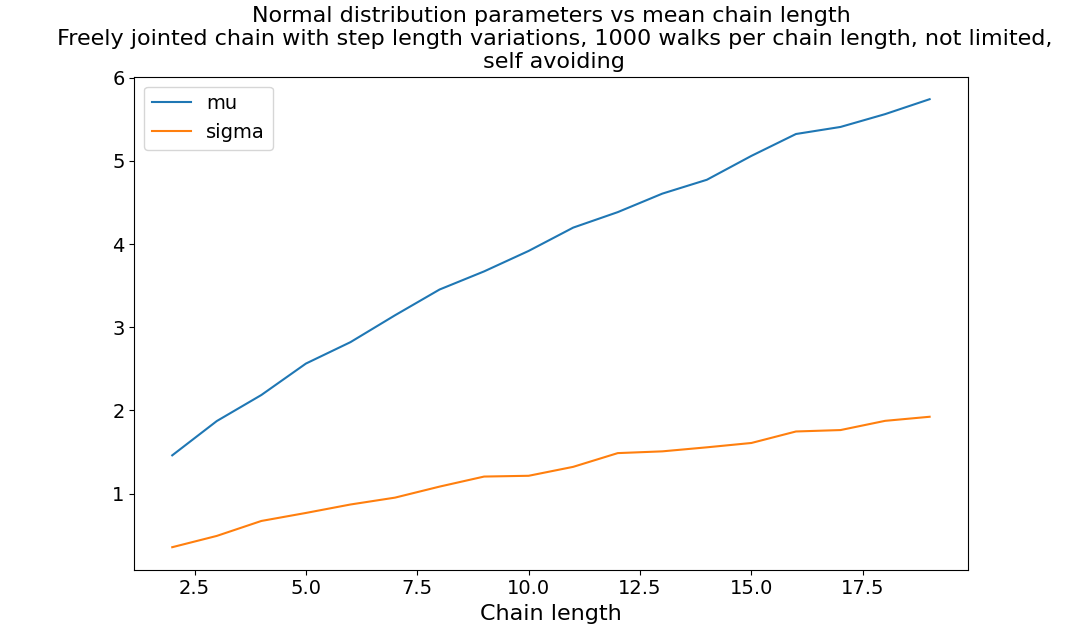 Normal distribution parameters vs mean chain length
Freely jointed chain with step length variations, 1000 walks per chain length, not limited,
self avoiding
mu
sigma
6
5
4
3
2
1
2.5 5.0 7.5 10.0 12.5 15.0 17.5
Chain length